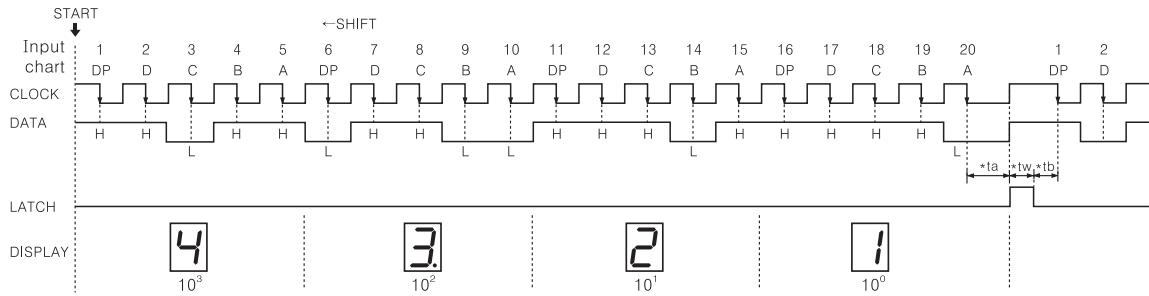 START
←SHIFT
Input chart 1 2 3 4 5 6 7 8 9 10 11 12 13 14 15 16 17 18 19 20 1 2
DP D C B A DP D C B A DP D C B A DP D C B A DP D
CLOCK
DATA
H H L H H L H H L L H H H L H H H H H L
*ta *tw *tb
LATCH
DISPLAY 4 3. 2 1
10³ 10² 10¹ 10⁰